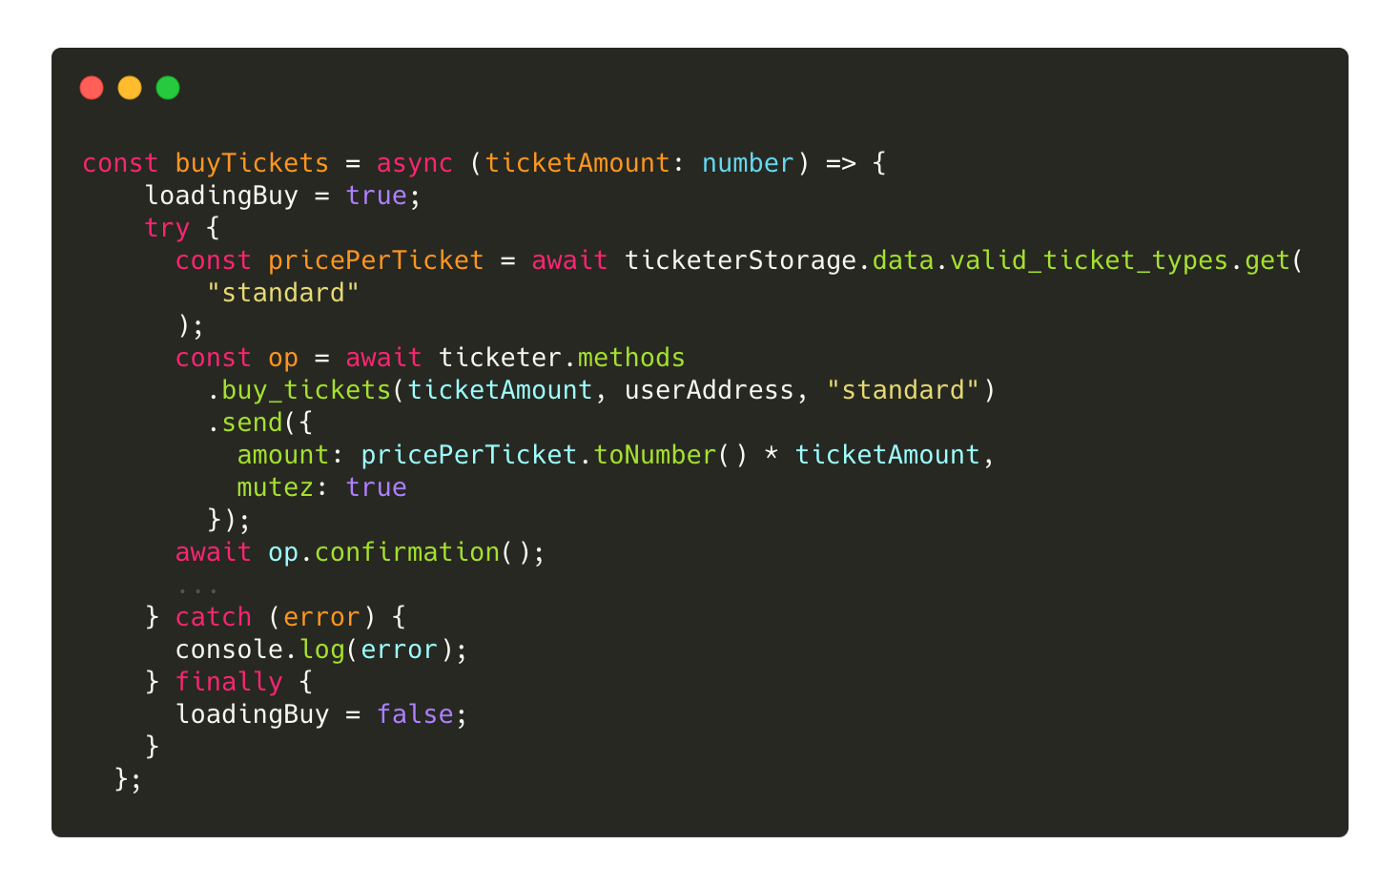 const buyTickets = async (ticketAmount: number) => {
    loadingBuy = true;
    try {
      const pricePerTicket = await ticketerStorage.data.valid_ticket_types.get(
        "standard"
      );
      const op = await ticketer.methods
        .buy_tickets(ticketAmount, userAddress, "standard")
        .send({
          amount: pricePerTicket.toNumber() * ticketAmount,
          mutez: true
        });
      await op.confirmation();
      ...
    } catch (error) {
      console.log(error);
    } finally {
      loadingBuy = false;
    }
  };